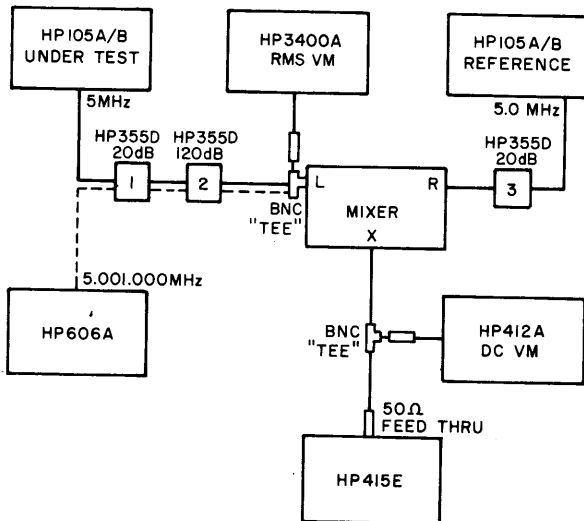 HP105A/B
UNDER TEST
HP3400A
RMS VM
HP105A/B
REFERENCE
5MHz
5.0 MHz
HP355D
20dB
HP355D
120dB
HP355D
20dB
1
2
L
R
MIXER
X
3
BNC
"TEE"
5.001.000MHz
HP606A
BNC
"TEE"
HP412A
DC VM
50Ω
FEED THRU
HP415E